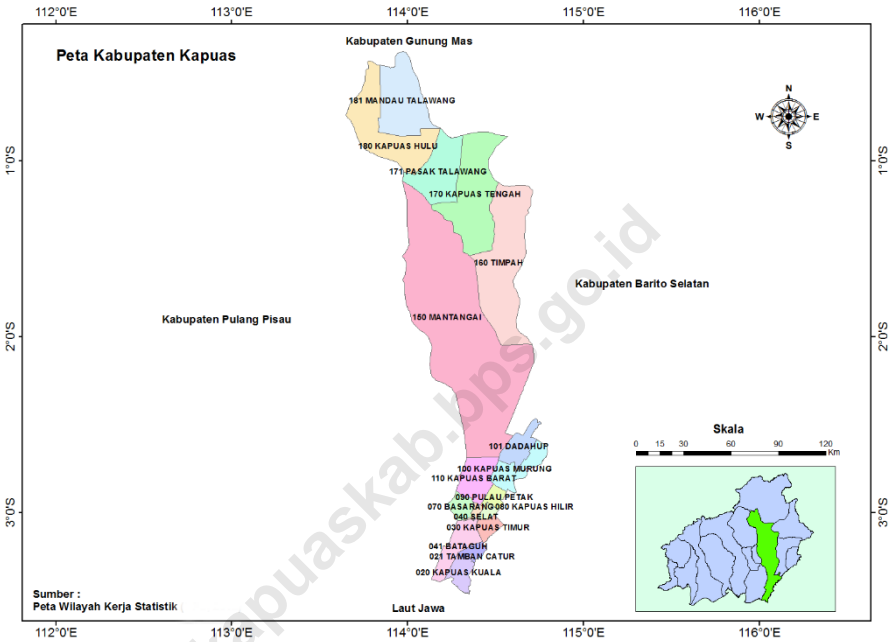 112°0'E 113°0'E 114°0'E 115°0'E 116°0'E
Kabupaten Gunung Mas
Peta Kabupaten Kapuas
N
W E
S
181 MANDAU TALAWANG
180 KAPUAS HULU
1°0'S 1°0'S
171 PASAK TALAWANG
170 KAPUAS TENGAH
160 TIMPAH
Kabupaten Barito Selatan
150 MANTANGAI
Kabupaten Pulang Pisau
2°0'S 2°0'S
Skala
0 15 30 60 90 120
Km
101 DADAHUP
100 KAPUAS MURUNG
110 KAPUAS BARAT
090 PULAU PETAK
070 BASARANG 080 KAPUAS HILIR
040 SELAT
3°0'S 3°0'S
030 KAPUAS TIMUR
041 BATAGUH
021 TAMBAN CATUR
020 KAPUAS KUALA
Sumber :
Peta Wilayah Kerja Statistik
Laut Jawa
112°0'E 113°0'E 114°0'E 115°0'E 116°0'E
kapuaskab.bps.go.id